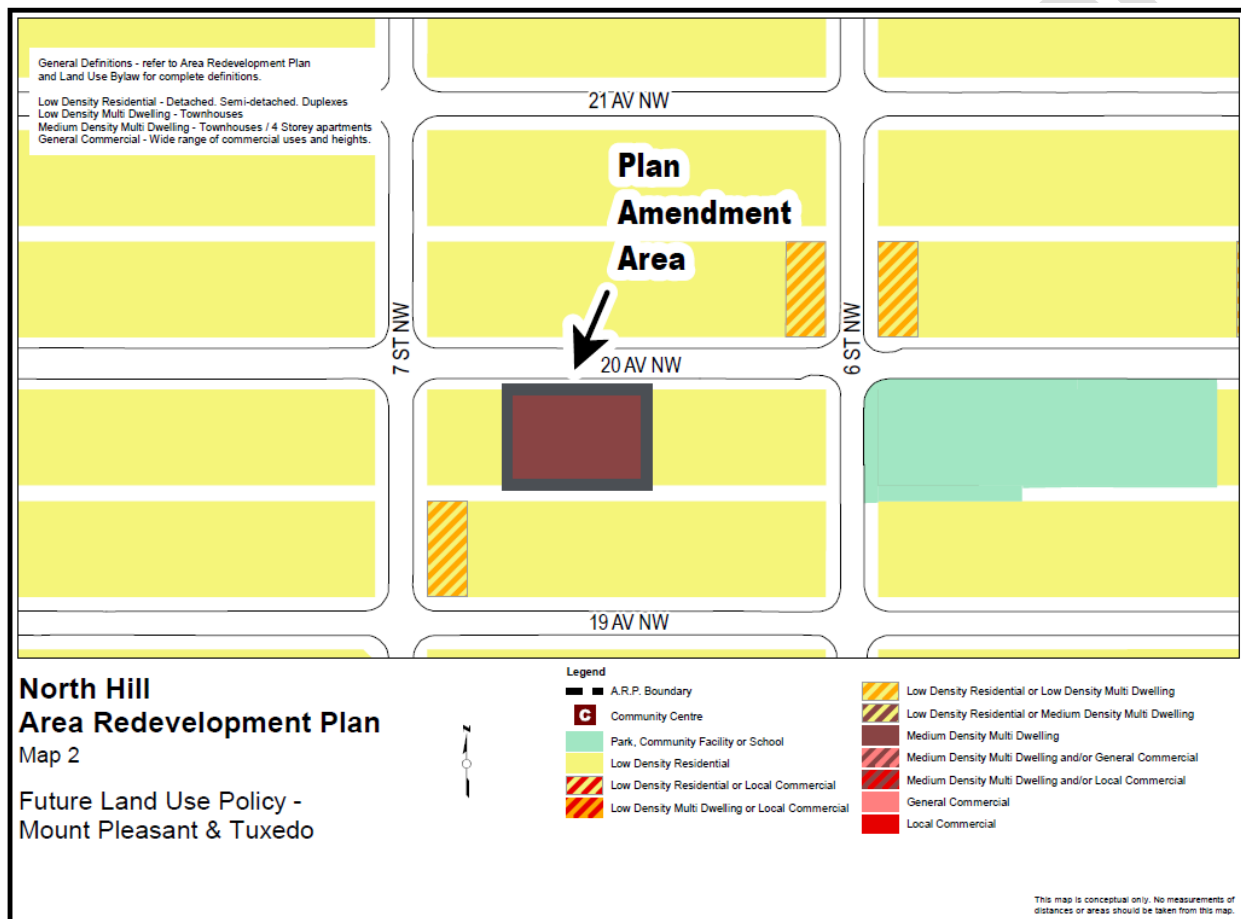 General Definitions - refer to Area Redevelopment Plan
and Land Use Bylaw for complete definitions.
Low Density Residential - Detached. Semi-detached. Duplexes
Low Density Multi Dwelling - Townhouses
Medium Density Multi Dwelling - Townhouses / 4 Storey apartments
General Commercial - Wide range of commercial uses and heights.
21 AV NW
Plan
Amendment
Area
7 ST NW
6 ST NW
20 AV NW
19 AV NW
North Hill
Area Redevelopment Plan
Map 2
Future Land Use Policy -
Mount Pleasant & Tuxedo
N
Legend
A.R.P. Boundary
C Community Centre
Park, Community Facility or School
Low Density Residential
Low Density Residential or Local Commercial
Low Density Multi Dwelling or Local Commercial
Low Density Residential or Low Density Multi Dwelling
Low Density Residential or Medium Density Multi Dwelling
Medium Density Multi Dwelling
Medium Density Multi Dwelling and/or General Commercial
Medium Density Multi Dwelling and/or Local Commercial
General Commercial
Local Commercial
This map is conceptual only. No measurements of
distances or areas should be taken from this map.